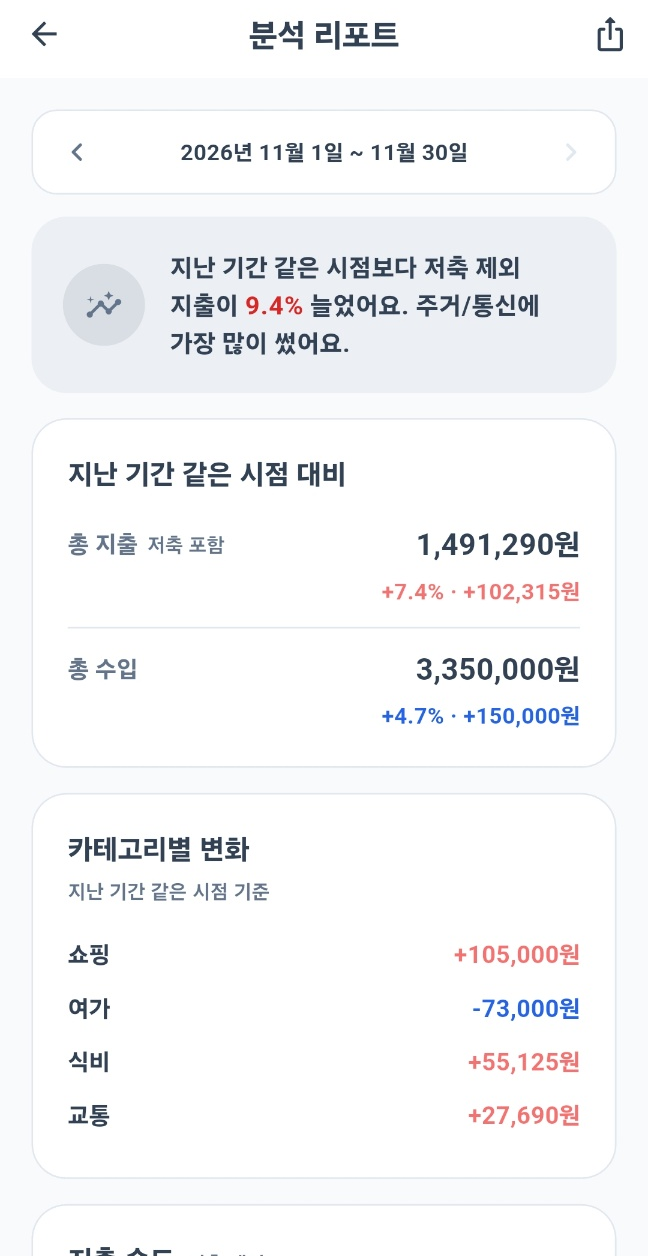 분석 리포트
2026년 11월 1일 ~ 11월 30일
지난 기간 같은 시점보다 저축 제외
지출이 9.4% 늘었어요. 주거/통신에
가장 많이 썼어요.
지난 기간 같은 시점 대비
총 지출 저축 포함 1,491,290원
+7.4% · +102,315원
총 수입 3,350,000원
+4.7% · +150,000원
카테고리별 변화
지난 기간 같은 시점 기준
쇼핑 +105,000원
여가 -73,000원
식비 +55,125원
교통 +27,690원